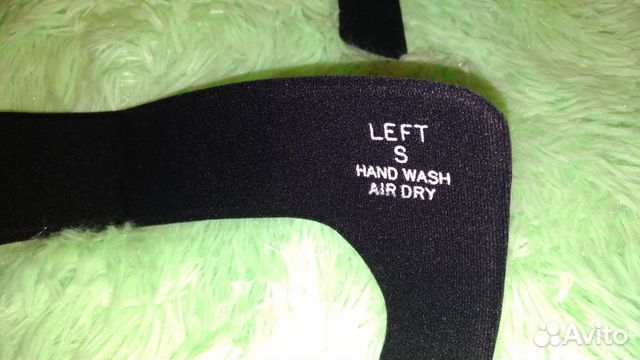 LEFT
S
HAND WASH
AIR DRY
Avito